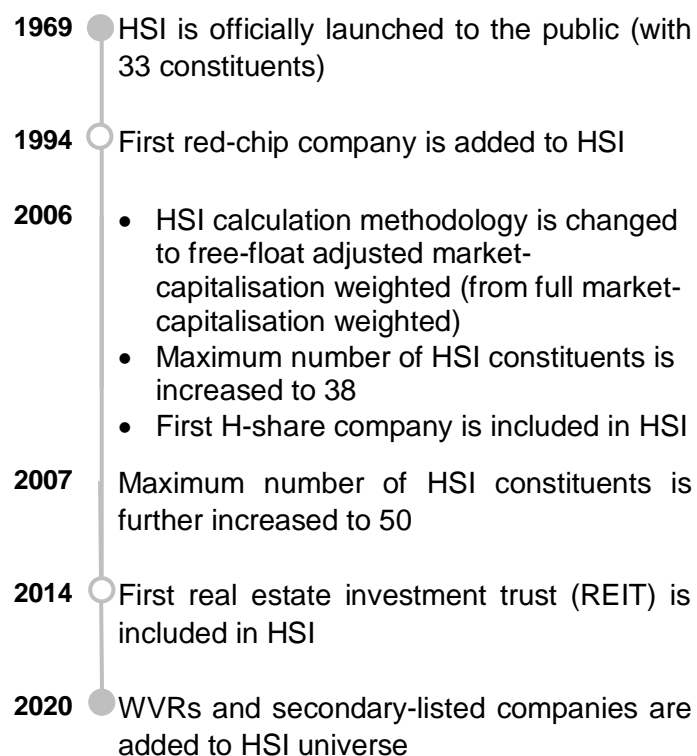 1969 HSI is officially launched to the public (with
33 constituents)
1994 First red-chip company is added to HSI
2006 • HSI calculation methodology is changed
to free-float adjusted market-
capitalisation weighted (from full market-
capitalisation weighted)
• Maximum number of HSI constituents is
increased to 38
• First H-share company is included in HSI
2007 Maximum number of HSI constituents is
further increased to 50
2014 First real estate investment trust (REIT) is
included in HSI
2020 WVRs and secondary-listed companies are
added to HSI universe